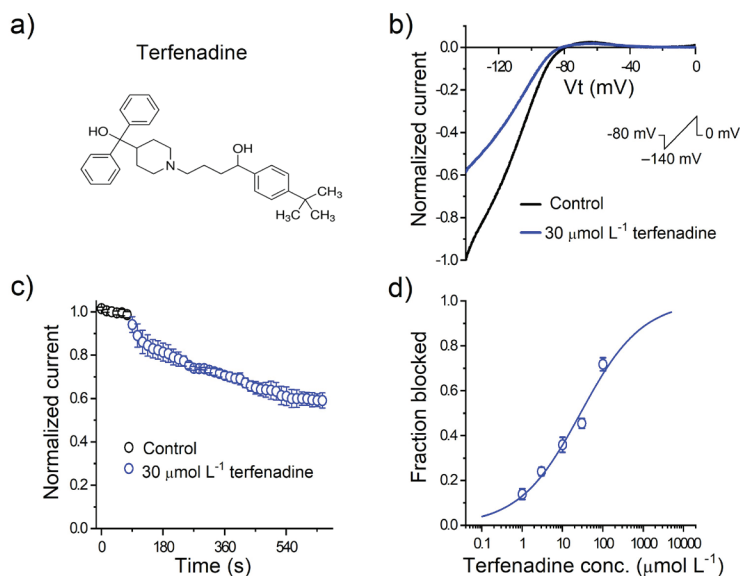 a)
Terfenadine
OH
N
OH
CH₃
H₃C
CH₃
b)
Normalized current
0.0
-0.2
-0.4
-0.6
-0.8
-1.0
-120
-80
-40
0
Vt (mV)
-80 mV
0 mV
−140 mV
Control
30 μmol L⁻¹ terfenadine
c)
Normalized current
1.0
0.8
0.6
0.4
0.2
0.0
Control
30 μmol L⁻¹ terfenadine
0
180
360
540
Time (s)
d)
Fraction blocked
1.0
0.8
0.6
0.4
0.2
0.0
0.1
1
10
100
1000
10000
Terfenadine conc. (μmol L⁻¹)